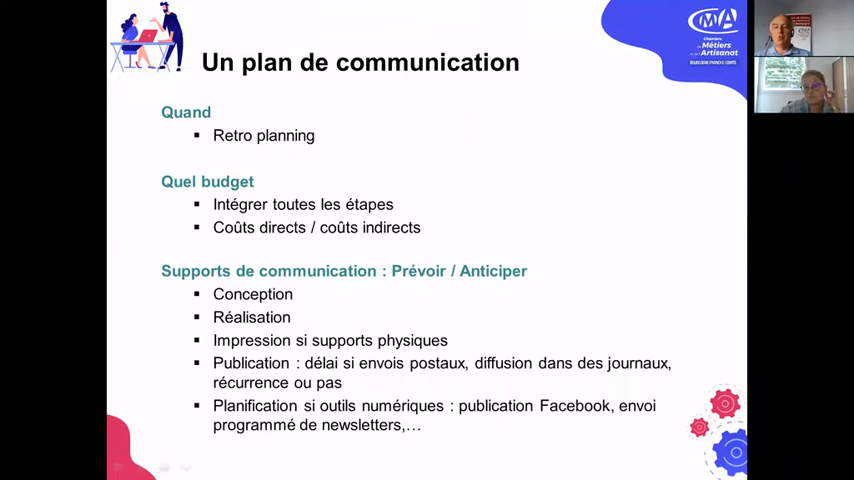 CMA
Chambre
de Métiers
et de l'Artisanat
BOURGOGNE FRANCHE-COMTÉ
Un plan de communication
Quand
▪ Retro planning
Quel budget
▪ Intégrer toutes les étapes
▪ Coûts directs / coûts indirects
Supports de communication : Prévoir / Anticiper
▪ Conception
▪ Réalisation
▪ Impression si supports physiques
▪ Publication : délai si envois postaux, diffusion dans des journaux,
récurrence ou pas
▪ Planification si outils numériques : publication Facebook, envoi
programmé de newsletters,…